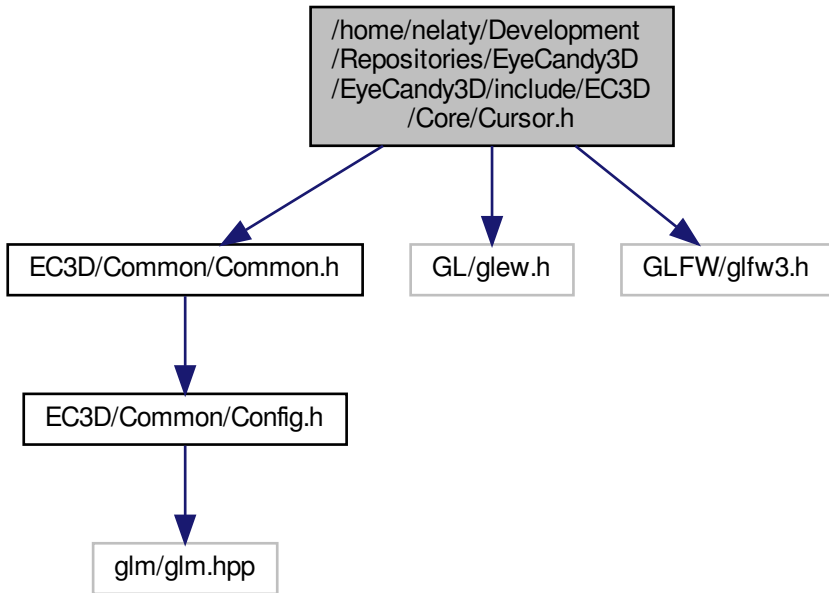 /home/nelaty/Development
/Repositories/EyeCandy3D
/EyeCandy3D/include/EC3D
/Core/Cursor.h
EC3D/Common/Common.h
GL/glew.h
GLFW/glfw3.h
EC3D/Common/Config.h
glm/glm.hpp